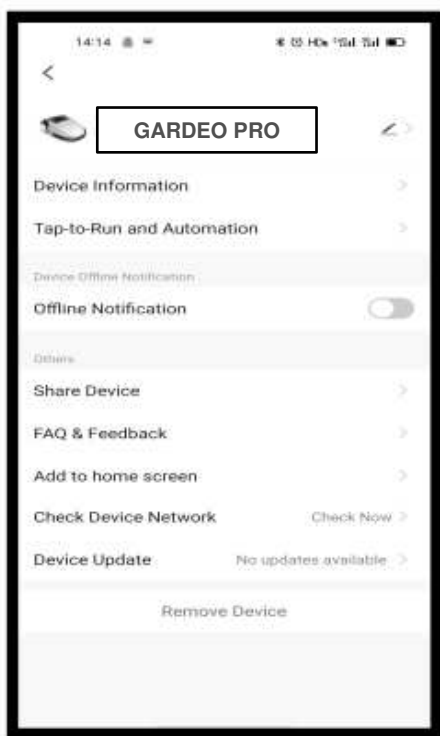 14:14
GARDEO PRO
Device Information
Tap-to-Run and Automation
Device Offline Notification
Offline Notification
Others
Share Device
FAQ & Feedback
Add to home screen
Check Device Network Check Now
Device Update No updates available
Remove Device